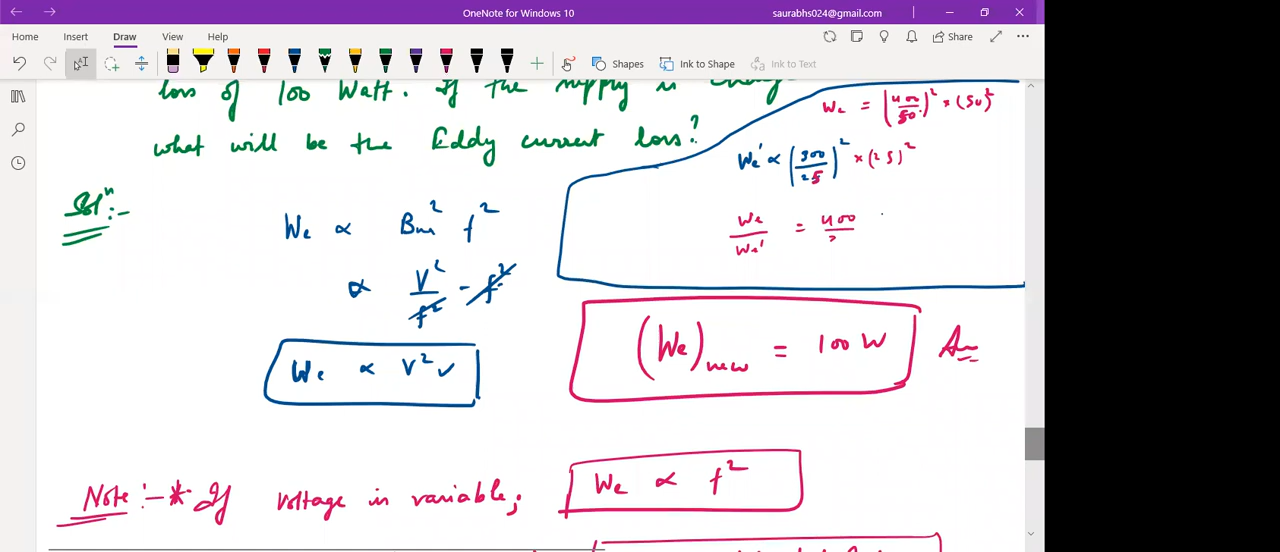 OneNote for Windows 10
saurabhs024@gmail.com
Home Insert Draw View Help
Share
Shapes Ink to Shape Ink to Text
loss of 100 Watt. If the supply is
what will be the Eddy current loss?
We = (400/50)² × (50)²
We' ∝ (300/25)² × (25)²
We/We' = 400/
Solⁿ :-
We ∝ Bm² f²
∝ V²/f² - f²
We ∝ V² ν
(We)new = 100 W Ans
Note :- * If voltage is variable; We ∝ f²